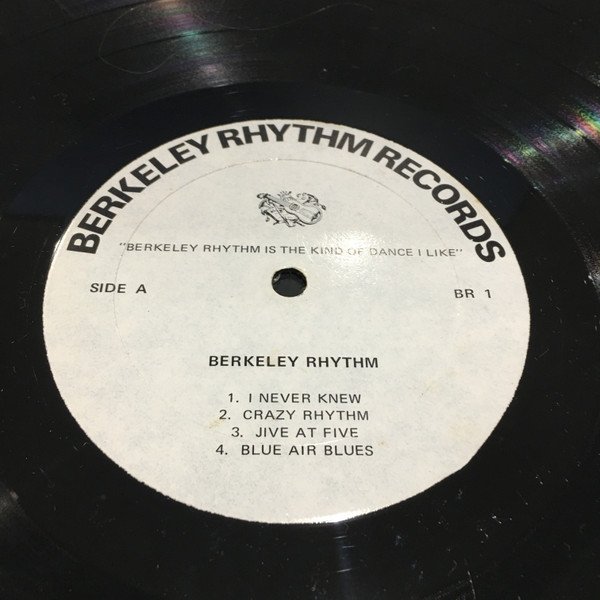 BERKELEY RHYTHM RECORDS
"BERKELEY RHYTHM IS THE KIND OF DANCE I LIKE"
SIDE A
BR 1
BERKELEY RHYTHM
1. I NEVER KNEW
2. CRAZY RHYTHM
3. JIVE AT FIVE
4. BLUE AIR BLUES